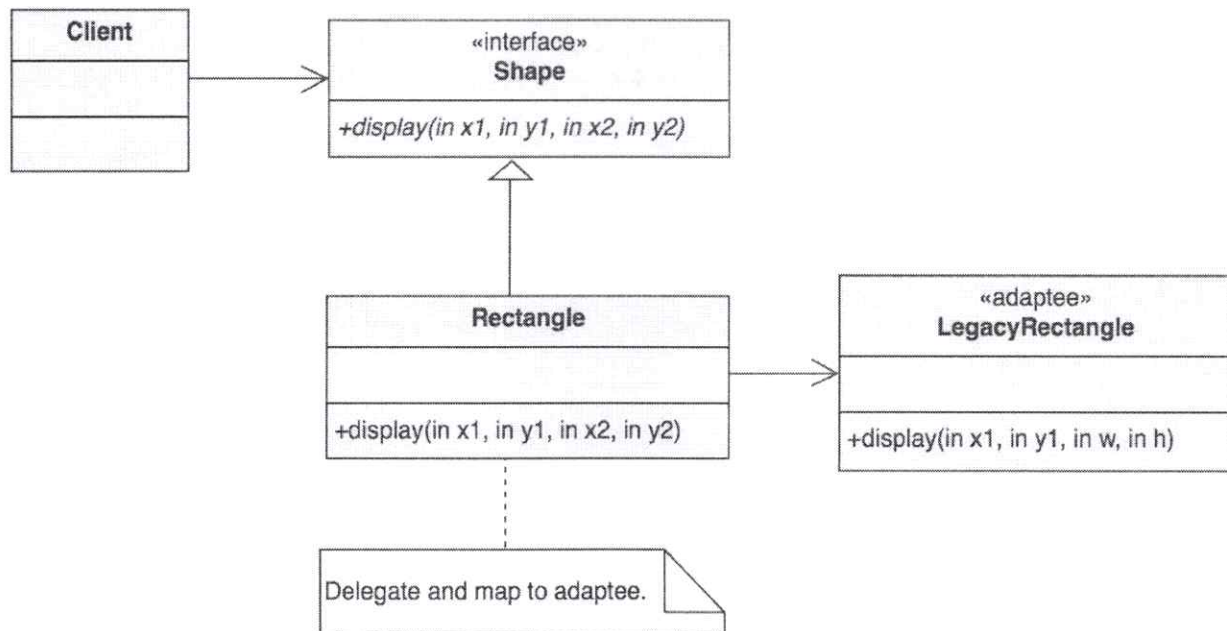 Client
«interface»
Shape
+display(in x1, in y1, in x2, in y2)
Rectangle
+display(in x1, in y1, in x2, in y2)
«adaptee»
LegacyRectangle
+display(in x1, in y1, in w, in h)
Delegate and map to adaptee.